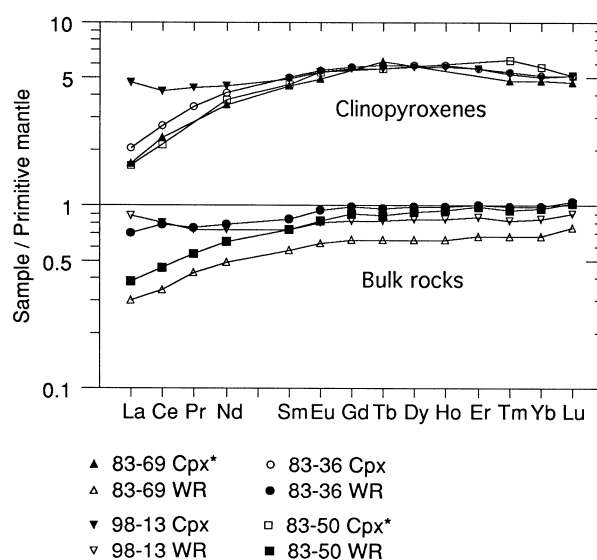 10
5
Clinopyroxenes
1
0.5
Bulk rocks
0.1
Sample / Primitive mantle
La Ce Pr Nd Sm Eu Gd Tb Dy Ho Er Tm Yb Lu
▲ 83-69 Cpx* ○ 83-36 Cpx
△ 83-69 WR ● 83-36 WR
▼ 98-13 Cpx □ 83-50 Cpx*
▽ 98-13 WR ■ 83-50 WR